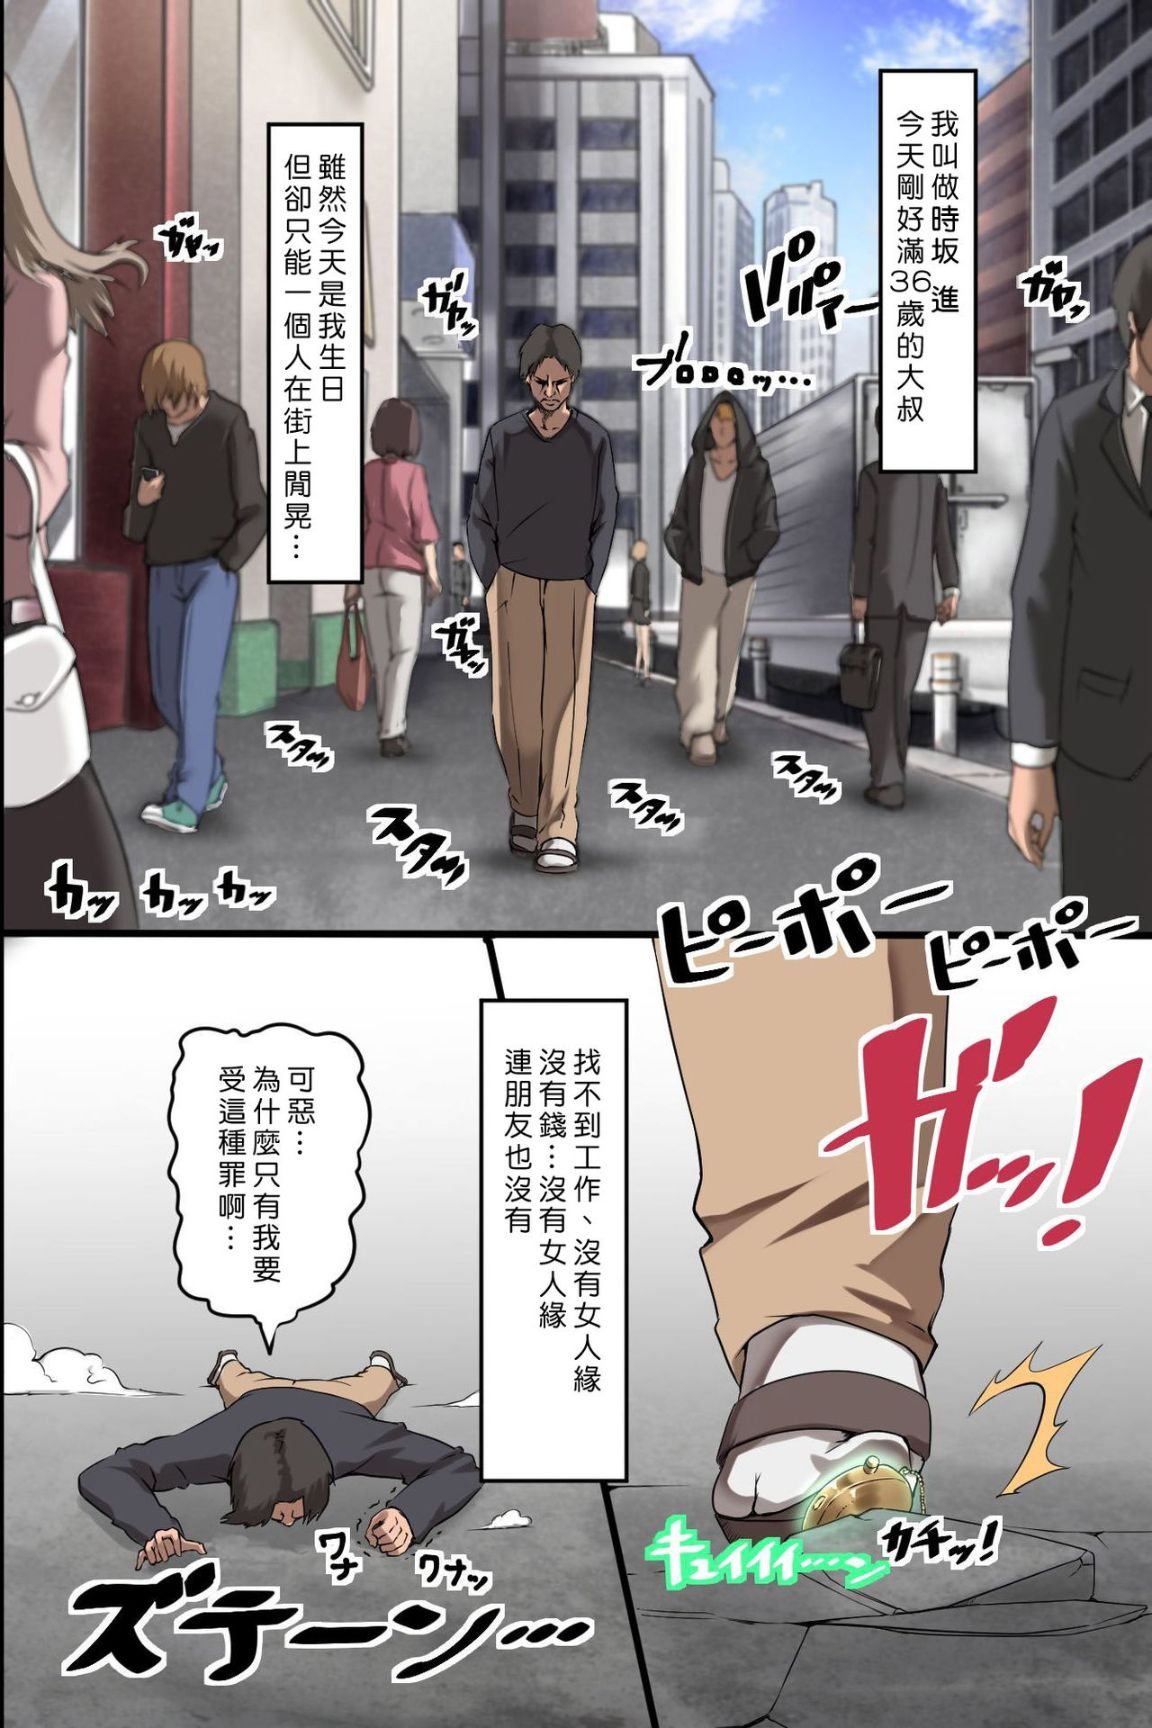 我叫做時坂 進
今天剛好滿36歲的大叔
雖然今天是我生日
但卻只能一個人在街上閒晃…
ガヤッ
ガヤッ
ガヤッ
ガヤッ
パパパァー
ブロロロッ…
スタッ
スタッ
スタッ
スタッ
カッ カッ カッ
ピーポー
ピーポー
ガッ!
カチッ!
キュイイイ…ン
找不到工作、沒有女人緣
沒有錢…沒有女人緣
連朋友也沒有
可惡…
為什麼只有我要
受這種罪啊…
ワナ
ワナッ
ズテーン…